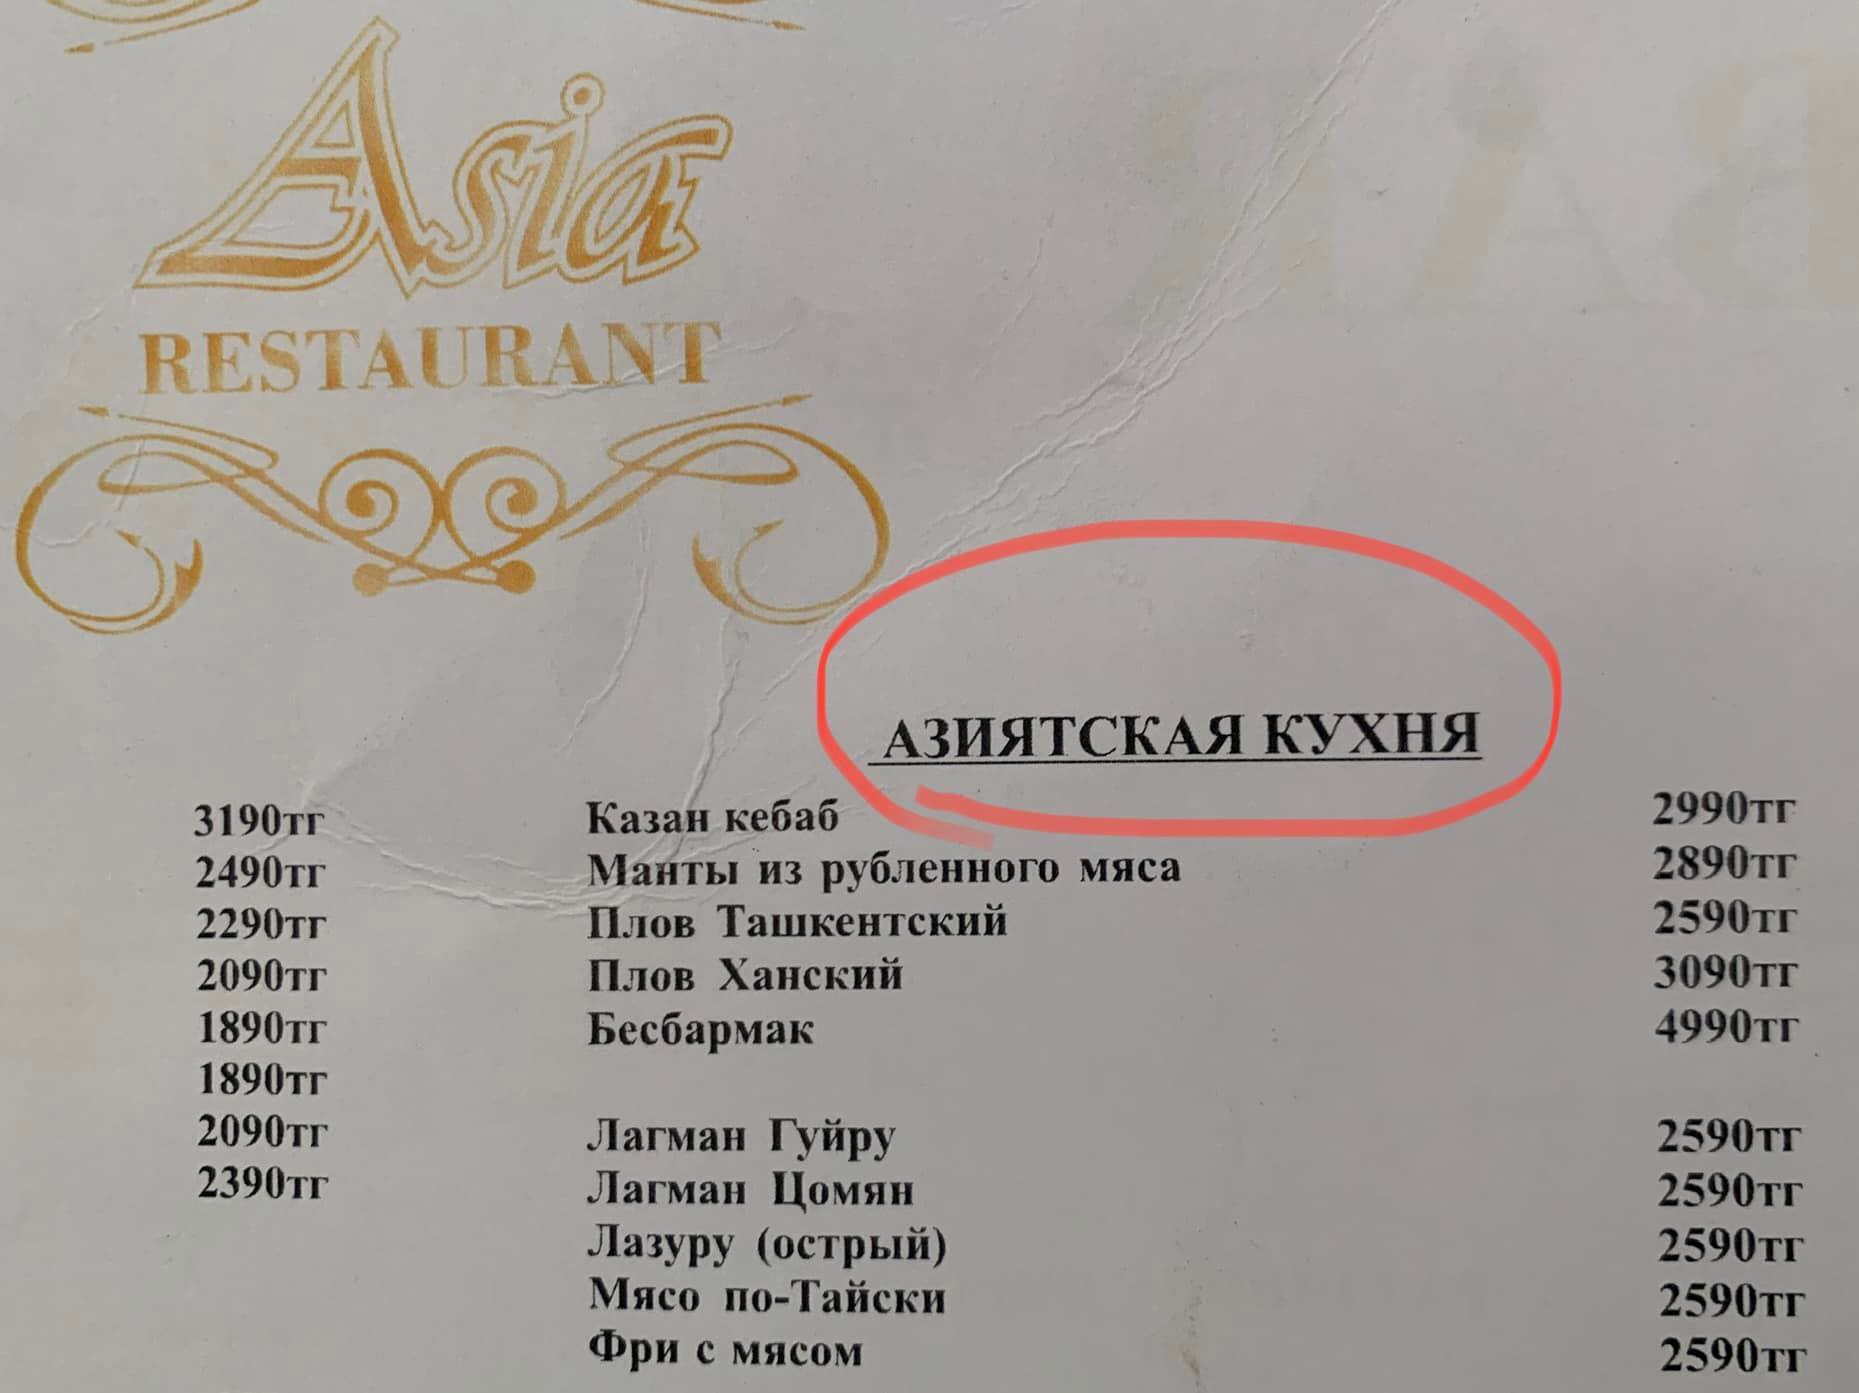 Asia
RESTAURANT
АЗИЯТСКАЯ КУХНЯ
3190тг
2490тг
2290тг
2090тг
1890тг
1890тг
2090тг
2390тг
Казан кебаб 2990тг
Манты из рубленного мяса 2890тг
Плов Ташкентский 2590тг
Плов Ханский 3090тг
Бесбармак 4990тг
Лагман Гуйру 2590тг
Лагман Цомян 2590тг
Лазуру (острый) 2590тг
Мясо по-Тайски 2590тг
Фри с мясом 2590тг